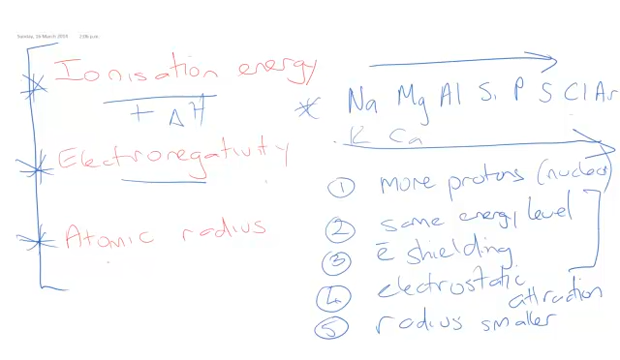 Ionisation energy
+ ΔH
Electronegativity
Atomic radius
Na Mg Al Si P S Cl Ar
K Ca
① more protons (nucleus)
② same energy level
③ e shielding
④ electrostatic
attraction
⑤ radius smaller